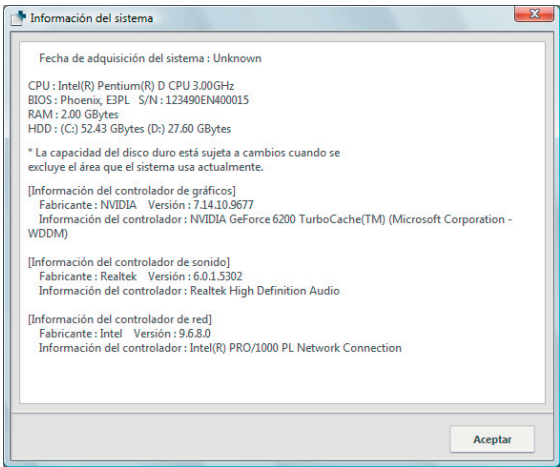 Información del sistema
Fecha de adquisición del sistema : Unknown
CPU : Intel(R) Pentium(R) D CPU 3.00GHz
BIOS : Phoenix, E3PL S/N : 123490EN400015
RAM : 2.00 GBytes
HDD : (C:) 52.43 GBytes (D:) 27.60 GBytes
* La capacidad del disco duro está sujeta a cambios cuando se
excluye el área que el sistema usa actualmente.
[Información del controlador de gráficos]
Fabricante : NVIDIA Versión : 7.14.10.9677
Información del controlador : NVIDIA GeForce 6200 TurboCache(TM) (Microsoft Corporation -
WDDM)
[Información del controlador de sonido]
Fabricante : Realtek Versión : 6.0.1.5302
Información del controlador : Realtek High Definition Audio
[Información del controlador de red]
Fabricante : Intel Versión : 9.6.8.0
Información del controlador : Intel(R) PRO/1000 PL Network Connection
Aceptar